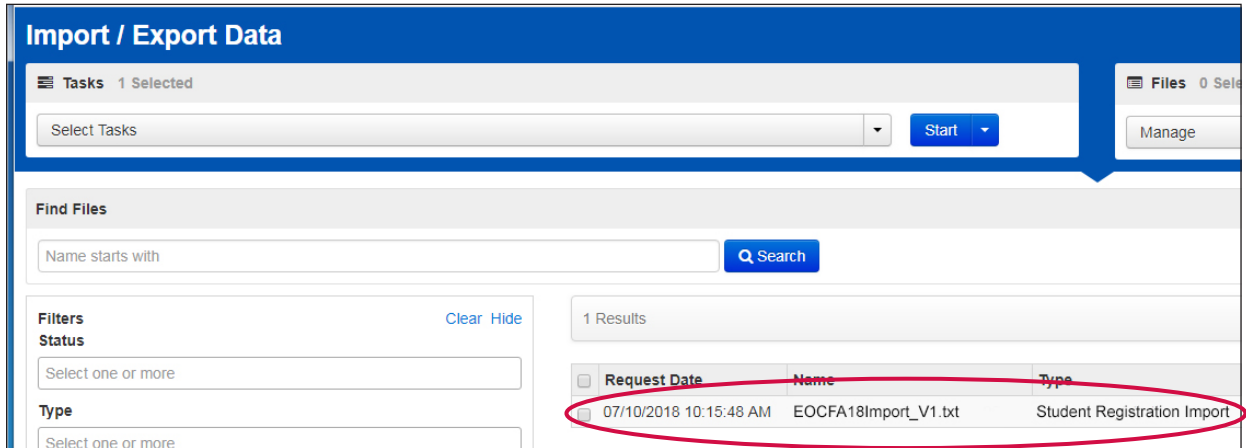 Import / Export Data
Tasks 1 Selected
Files 0 Sele
Select Tasks
Start
Manage
Find Files
Name starts with
Search
Filters
Clear Hide
1 Results
Status
Select one or more
Request Date Name Type
Type
07/10/2018 10:15:48 AM EOCFA18Import_V1.txt Student Registration Import
Select one or more